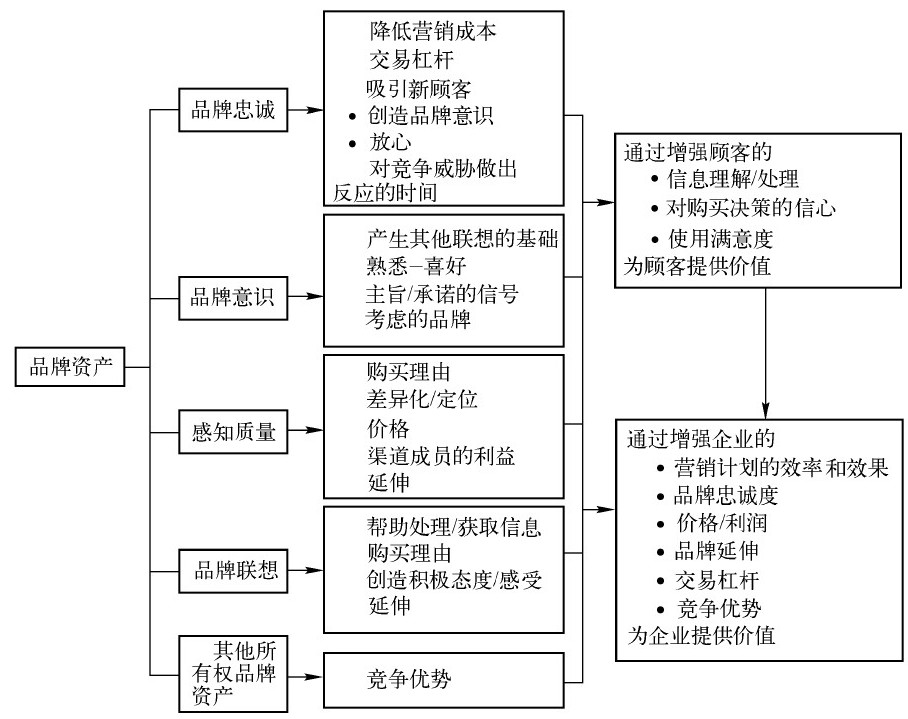 品牌资产
品牌忠诚
降低营销成本
交易杠杆
吸引新顾客
• 创造品牌意识
• 放心
对竞争威胁做出
反应的时间
品牌意识
产生其他联想的基础
熟悉—喜好
主旨/承诺的信号
考虑的品牌
感知质量
购买理由
差异化/定位
价格
渠道成员的利益
延伸
品牌联想
帮助处理/获取信息
购买理由
创造积极态度/感受
延伸
其他所
有权品牌
资产
竞争优势
通过增强顾客的
• 信息理解/处理
• 对购买决策的信心
• 使用满意度
为顾客提供价值
通过增强企业的
• 营销计划的效率和效果
• 品牌忠诚度
• 价格/利润
• 品牌延伸
• 交易杠杆
• 竞争优势
为企业提供价值